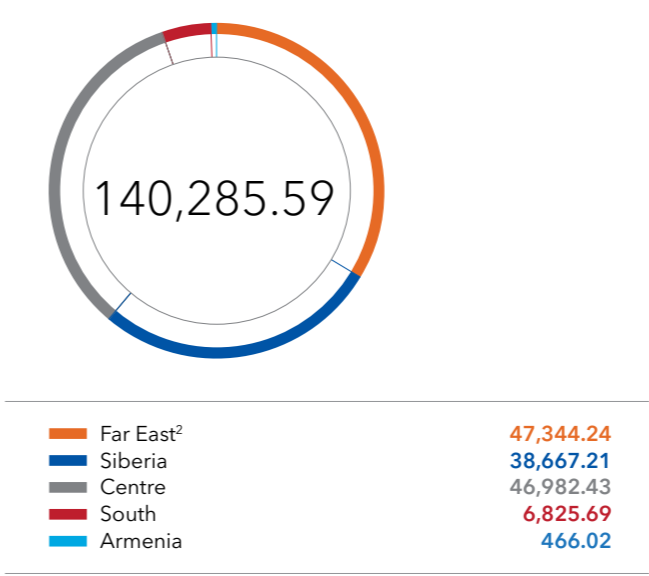 140,285.59
Far East² 47,344.24
Siberia 38,667.21
Centre 46,982.43
South 6,825.69
Armenia 466.02